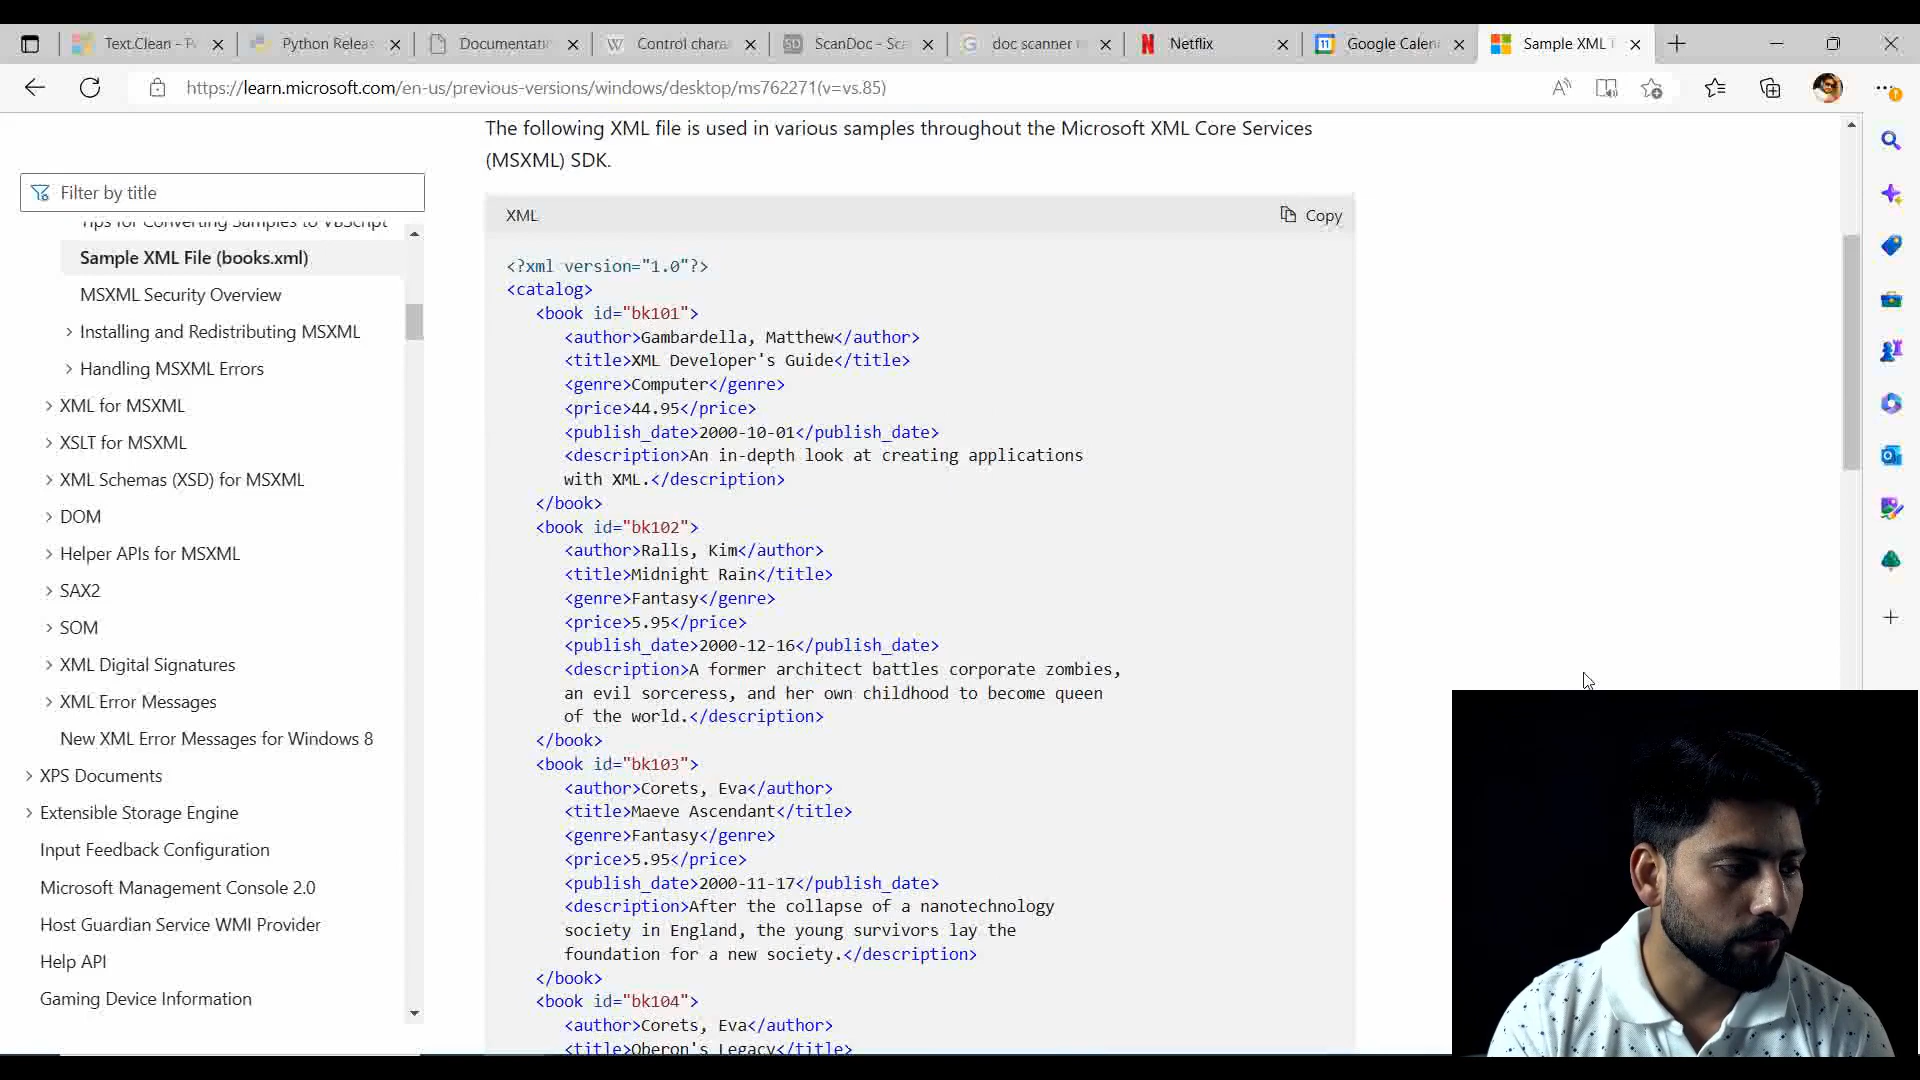 Text.Clean - P
Python Relea
Documentati
Control chara
ScanDoc - Sca
doc scanner
Netflix
Google Calen
Sample XML
https://learn.microsoft.com/en-us/previous-versions/windows/desktop/ms762271(v=vs.85)
Filter by title
Tips for Converting Samples to VBScript
Sample XML File (books.xml)
MSXML Security Overview
Installing and Redistributing MSXML
Handling MSXML Errors
XML for MSXML
XSLT for MSXML
XML Schemas (XSD) for MSXML
DOM
Helper APIs for MSXML
SAX2
SOM
XML Digital Signatures
XML Error Messages
New XML Error Messages for Windows 8
XPS Documents
Extensible Storage Engine
Input Feedback Configuration
Microsoft Management Console 2.0
Host Guardian Service WMI Provider
Help API
Gaming Device Information
The following XML file is used in various samples throughout the Microsoft XML Core Services
(MSXML) SDK.
XML
Copy
<?xml version="1.0"?>
<catalog>
<book id="bk101">
<author>Gambardella, Matthew</author>
<title>XML Developer's Guide</title>
<genre>Computer</genre>
<price>44.95</price>
<publish_date>2000-10-01</publish_date>
<description>An in-depth look at creating applications
with XML.</description>
</book>
<book id="bk102">
<author>Ralls, Kim</author>
<title>Midnight Rain</title>
<genre>Fantasy</genre>
<price>5.95</price>
<publish_date>2000-12-16</publish_date>
<description>A former architect battles corporate zombies,
an evil sorceress, and her own childhood to become queen
of the world.</description>
</book>
<book id="bk103">
<author>Corets, Eva</author>
<title>Maeve Ascendant</title>
<genre>Fantasy</genre>
<price>5.95</price>
<publish_date>2000-11-17</publish_date>
<description>After the collapse of a nanotechnology
society in England, the young survivors lay the
foundation for a new society.</description>
</book>
<book id="bk104">
<author>Corets, Eva</author>
<title>Oberon's Legacy</title>